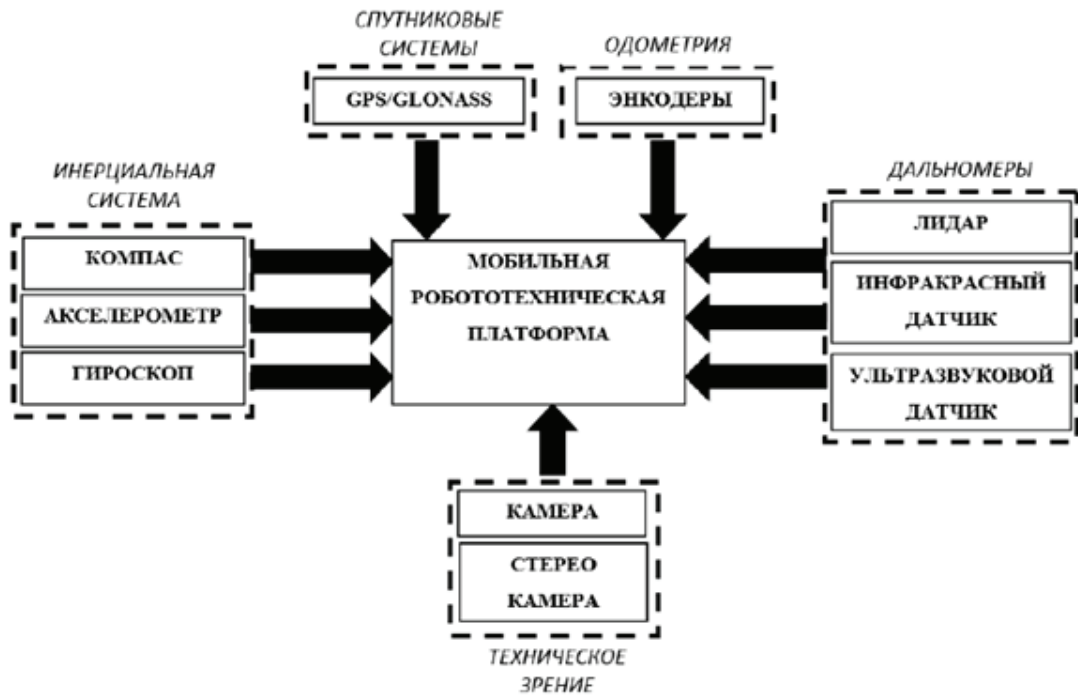 СПУТНИКОВЫЕ
СИСТЕМЫ
GPS/GLONASS
ОДОМЕТРИЯ
ЭНКОДЕРЫ
ИНЕРЦИАЛЬНАЯ
СИСТЕМА
КОМПАС
АКСЕЛЕРОМЕТР
ГИРОСКОП
МОБИЛЬНАЯ
РОБОТОТЕХНИЧЕСКАЯ
ПЛАТФОРМА
ДАЛЬНОМЕРЫ
ЛИДАР
ИНФРАКРАСНЫЙ
ДАТЧИК
УЛЬТРАЗВУКОВОЙ
ДАТЧИК
КАМЕРА
СТЕРЕО
КАМЕРА
ТЕХНИЧЕСКОЕ
ЗРЕНИЕ